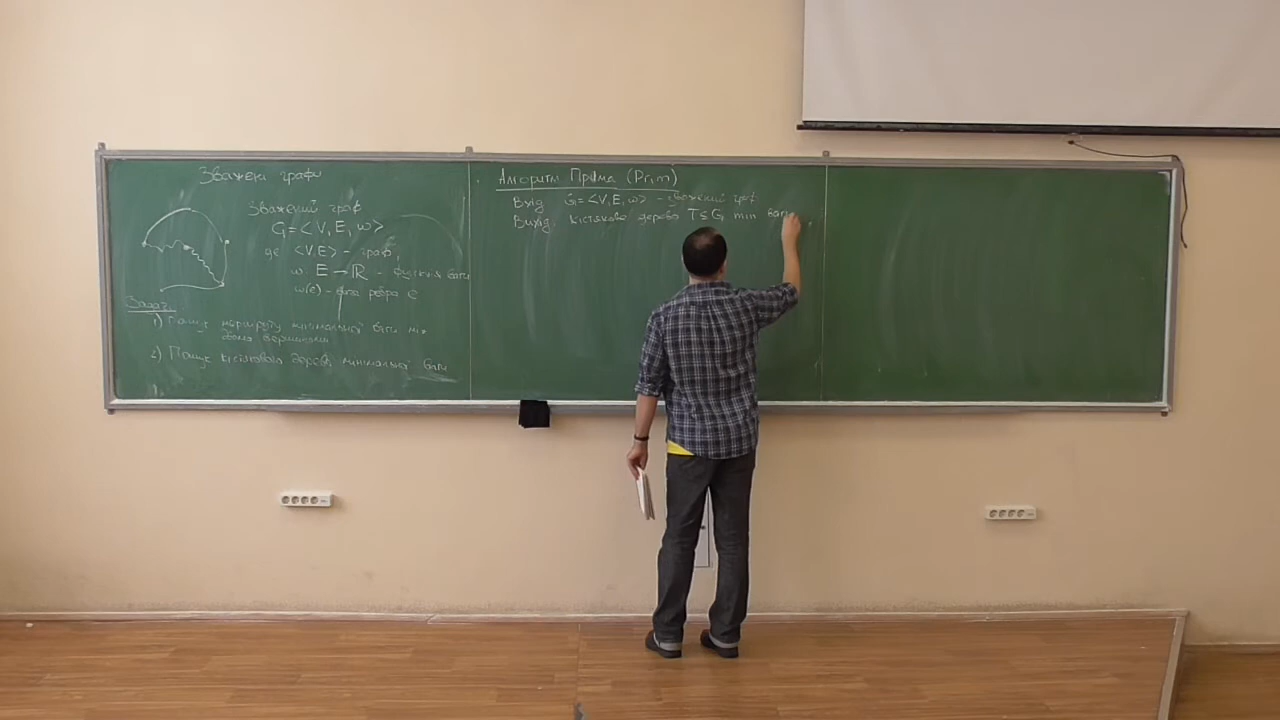 Зважені графи
Зважений граф
G = <V, E, w>
де <V,E> - граф,
w: E → R - функція ваги
w(e) - вага ребра e
Задачі:
1) Пошук маршруту мінімальної ваги між
двома вершинами
2) Пошук кістякового дерева мінімальної ваги
Алгоритм Прима (Prim)
Вхід: G = <V, E, w> - зважений граф
Вихід: кістякове дерево T ⊆ G min ваги